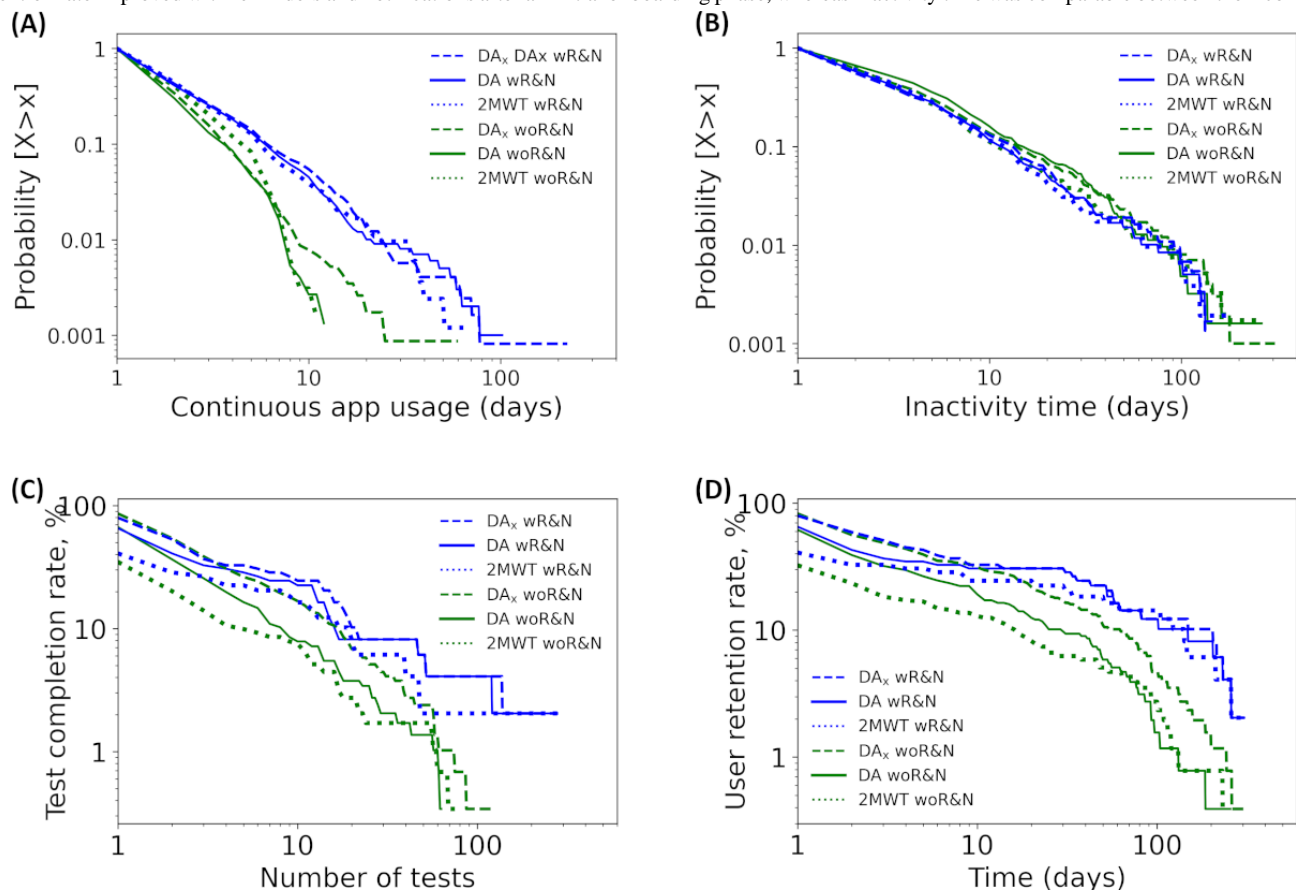 (A)
1
0.1
0.01
0.001
Probability [X>x]
1 10 100
Continuous app usage (days)
DAₓ DAx wR&N
DA wR&N
2MWT wR&N
DAₓ woR&N
DA woR&N
2MWT woR&N
(B)
1
0.1
0.01
0.001
Probability [X>x]
1 10 100
Inactivity time (days)
DAₓ wR&N
DA wR&N
2MWT wR&N
DAₓ woR&N
DA woR&N
2MWT woR&N
(C)
100
10
1
Test completion rate, %
1 10 100
Number of tests
DAₓ wR&N
DA wR&N
2MWT wR&N
DAₓ woR&N
DA woR&N
2MWT woR&N
(D)
100
10
1
User retention rate, %
1 10 100
Time (days)
DAₓ wR&N
DA wR&N
2MWT wR&N
DAₓ woR&N
DA woR&N
2MWT woR&N